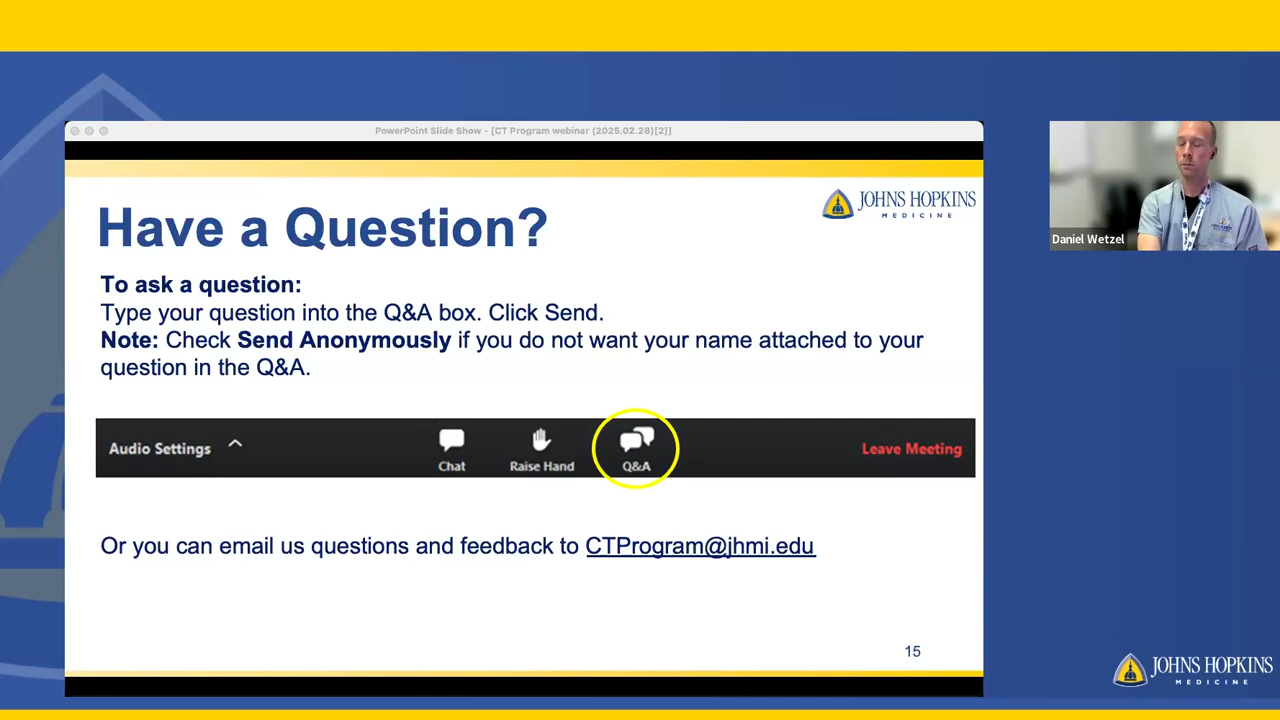 PowerPoint Slide Show - [CT Program webinar (2025.02.28)[2]]
JOHNS HOPKINS
MEDICINE
Have a Question?
To ask a question:
Type your question into the Q&A box. Click Send.
Note: Check Send Anonymously if you do not want your name attached to your
question in the Q&A.
Audio Settings
Chat
Raise Hand
Q&A
Leave Meeting
Or you can email us questions and feedback to CTProgram@jhmi.edu
15
Daniel Wetzel
JOHNS HOPKINS
MEDICINE